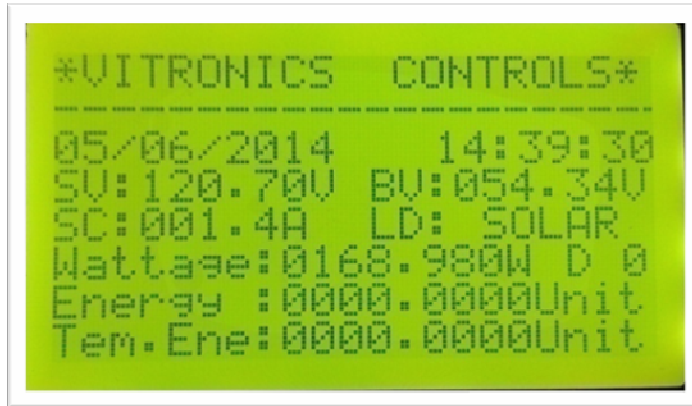 *VITRONICS CONTROLS*
05/06/2014 14:39:30
SV:120.70V BV:054.34V
SC:001.4A LD: SOLAR
Wattage:0168.980W D 0
Energy :0000.0000Unit
Tem.Ene:0000.0000Unit